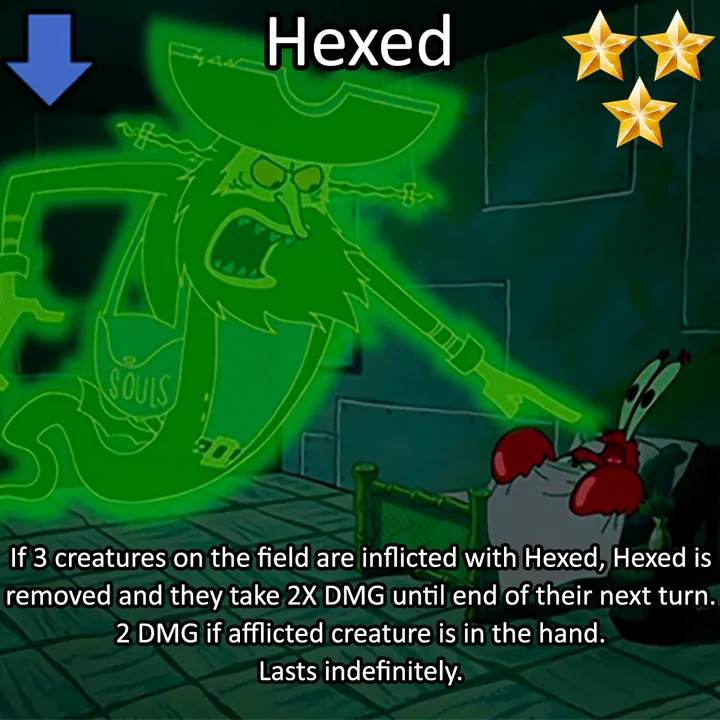 Hexed
SOULS
If 3 creatures on the field are inflicted with Hexed, Hexed is
removed and they take 2X DMG until end of their next turn.
2 DMG if afflicted creature is in the hand.
Lasts indefinitely.